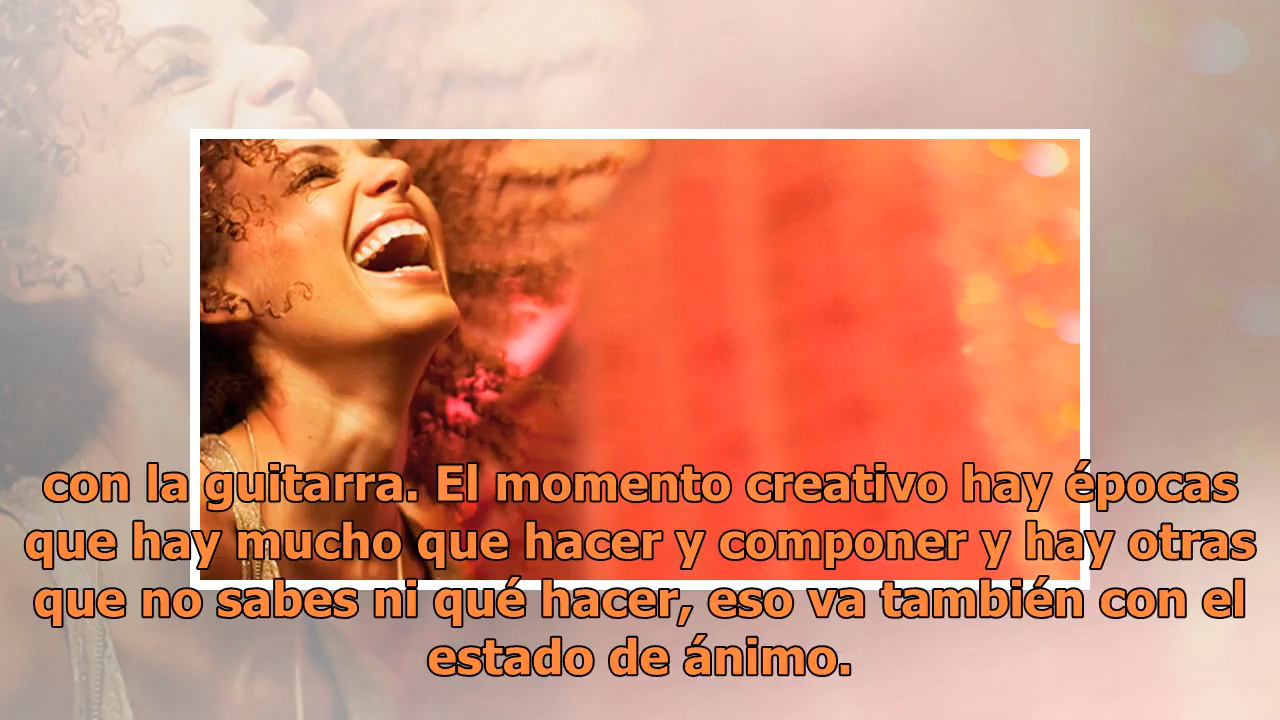 con la guitarra. El momento creativo hay épocas
que hay mucho que hacer y componer y hay otras
que no sabes ni qué hacer, eso va también con el
estado de ánimo.